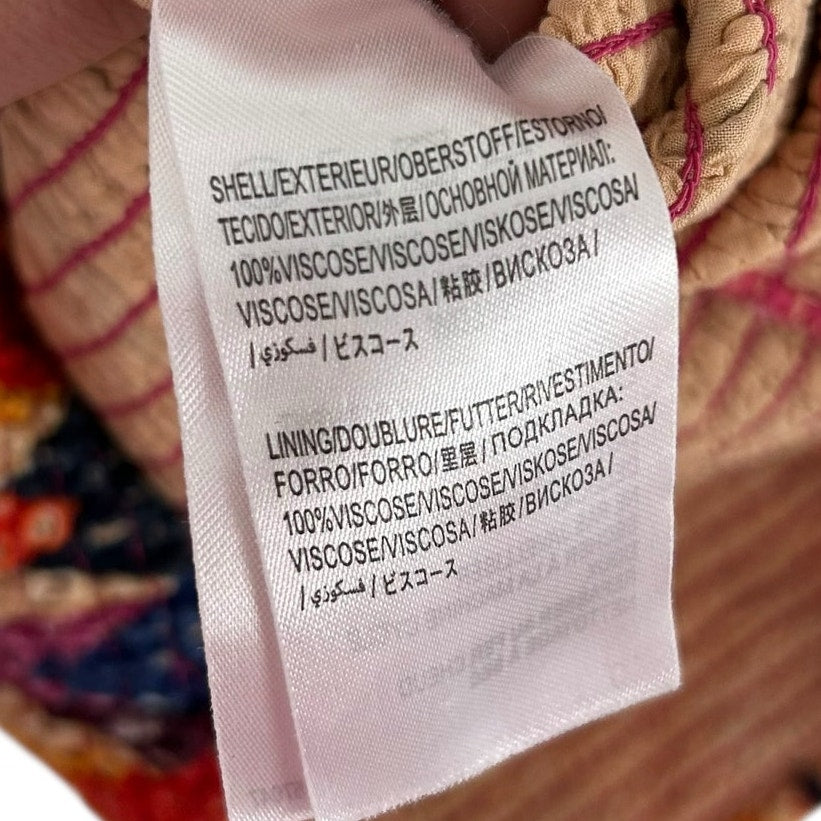 SHELL/EXTERIEUR/OBERSTOFF/ESTORNO/
TECIDO/EXTERIOR/外层/ОСНОВНОЙ МАТЕРИАЛ:
100%VISCOSE/VISCOSE/VISKOSE/VISCOSA/
VISCOSE/VISCOSA/粘胶/ВИСКОЗА/
/فسكوزي/ビスコース
LINING/DOUBLURE/FUTTER/RIVESTIMENTO/
FORRO/FORRO/里层/ПОДКЛАДКА:
100%VISCOSE/VISCOSE/VISKOSE/VISCOSA/
VISCOSE/VISCOSA/粘胶/ВИСКОЗА/
/فسكوزي/ビスコース